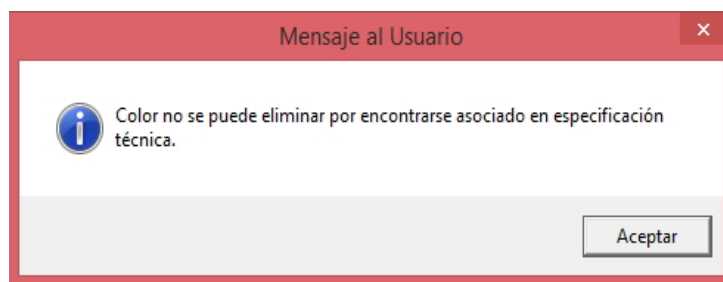 Mensaje al Usuario
Color no se puede eliminar por encontrarse asociado en especificación
técnica.
Aceptar